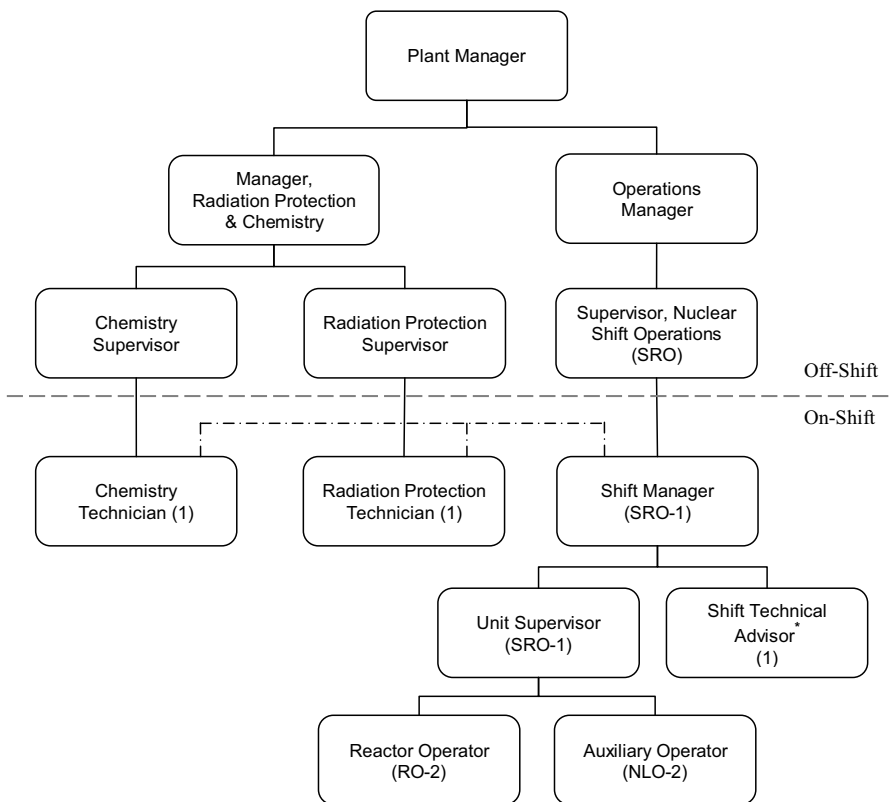 Plant Manager
Manager,
Radiation Protection
& Chemistry
Operations
Manager
Chemistry
Supervisor
Radiation Protection
Supervisor
Supervisor, Nuclear
Shift Operations
(SRO)
Off-Shift
On-Shift
Chemistry
Technician (1)
Radiation Protection
Technician (1)
Shift Manager
(SRO-1)
Unit Supervisor
(SRO-1)
Shift Technical
Advisor*
(1)
Reactor Operator
(RO-2)
Auxiliary Operator
(NLO-2)